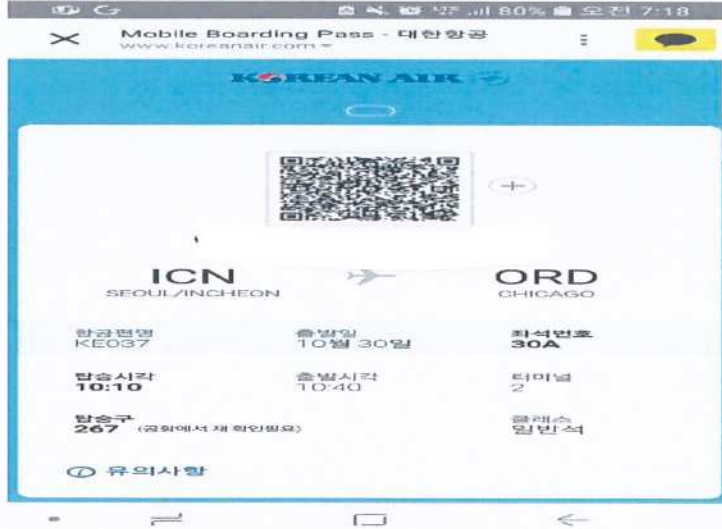 80% 오전 7:18
Mobile Boarding Pass - 대한항공
www.koreanair.com
KOREAN AIR
ICN ORD
SEOUL/INCHEON CHICAGO
항공편명 출발일 좌석번호
KE037 10월 30일 30A
탑승시각 출발시각 터미널
10:10 10:40 2
탑승구 클래스
267 (공항에서 재 확인필요) 일반석
유의사항